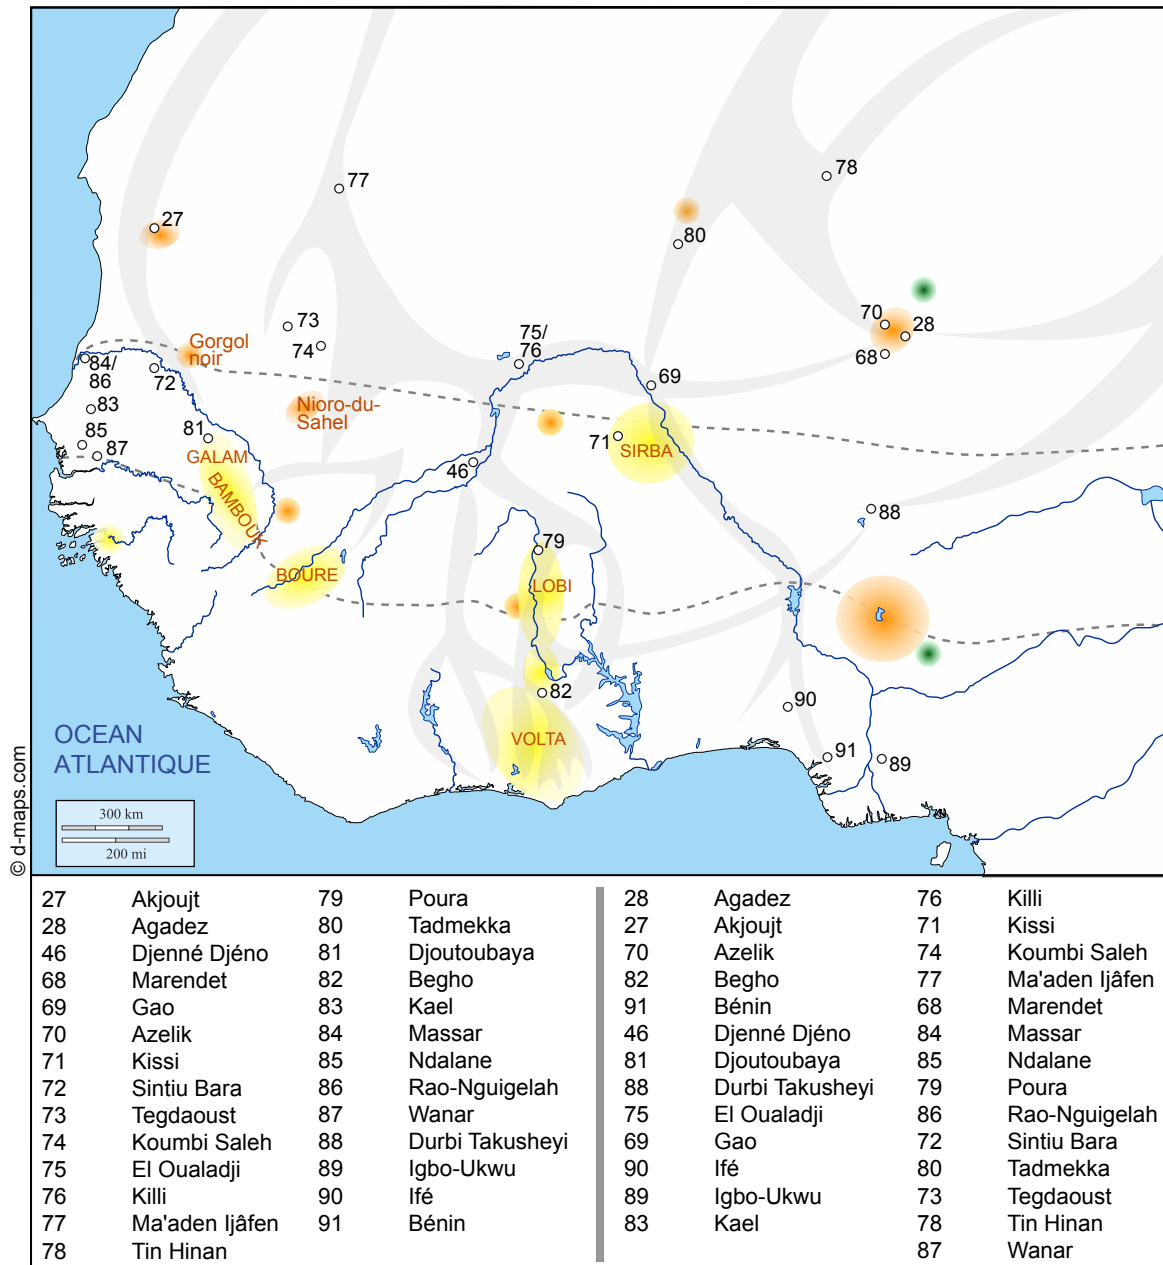 77
78
27
80
Gorgol
noir
73
74
75/
76
70
28
68
84/
86
72
83
Nioro-du-
Sahel
69
85
87
81
GALAM
BAMBOUK
46
71
SIRBA
88
79
BOURE
LOBI
82
90
VOLTA
91
89
OCEAN
ATLANTIQUE
300 km
200 mi
© d-maps.com
27 Akjoujt
28 Agadez
46 Djenné Djéno
68 Marendet
69 Gao
70 Azelik
71 Kissi
72 Sintiu Bara
73 Tegdaoust
74 Koumbi Saleh
75 El Oualadji
76 Killi
77 Ma'aden Ijâfen
78 Tin Hinan
79 Poura
80 Tadmekka
81 Djoutoubaya
82 Begho
83 Kael
84 Massar
85 Ndalane
86 Rao-Nguigelah
87 Wanar
88 Durbi Takusheyi
89 Igbo-Ukwu
90 Ifé
91 Bénin
28 Agadez
27 Akjoujt
70 Azelik
82 Begho
91 Bénin
46 Djenné Djéno
81 Djoutoubaya
88 Durbi Takusheyi
75 El Oualadji
69 Gao
90 Ifé
89 Igbo-Ukwu
83 Kael
76 Killi
71 Kissi
74 Koumbi Saleh
77 Ma'aden Ijâfen
68 Marendet
84 Massar
85 Ndalane
79 Poura
86 Rao-Nguigelah
72 Sintiu Bara
80 Tadmekka
73 Tegdaoust
78 Tin Hinan
87 Wanar